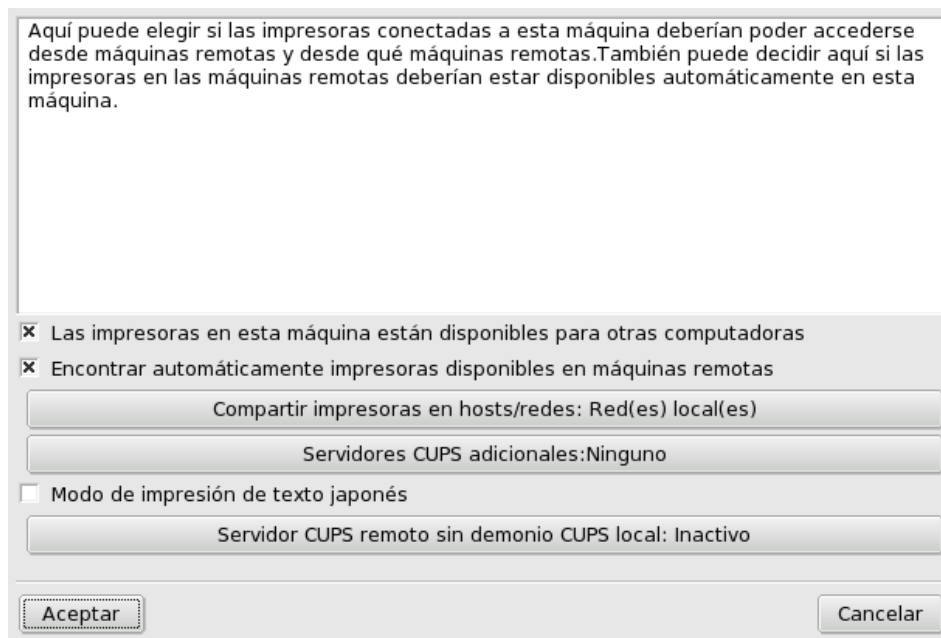 Aquí puede elegir si las impresoras conectadas a esta máquina deberían poder accederse
desde máquinas remotas y desde qué máquinas remotas.También puede decidir aquí si las
impresoras en las máquinas remotas deberían estar disponibles automáticamente en esta
máquina.
Las impresoras en esta máquina están disponibles para otras computadoras
Encontrar automáticamente impresoras disponibles en máquinas remotas
Compartir impresoras en hosts/redes: Red(es) local(es)
Servidores CUPS adicionales:Ninguno
Modo de impresión de texto japonés
Servidor CUPS remoto sin demonio CUPS local: Inactivo
Aceptar
Cancelar